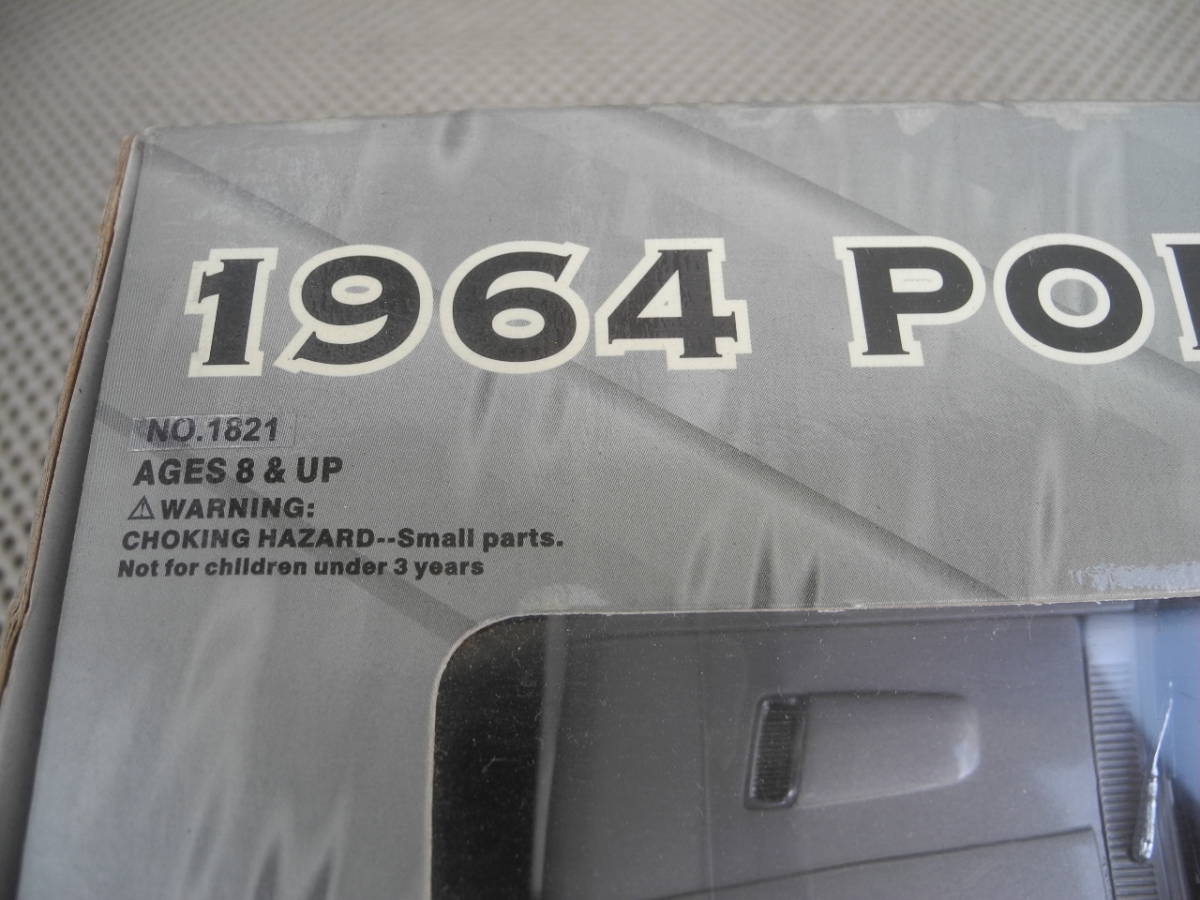 1964 PO
NO.1821
AGES 8 & UP
⚠ WARNING:
CHOKING HAZARD--Small parts.
Not for children under 3 years